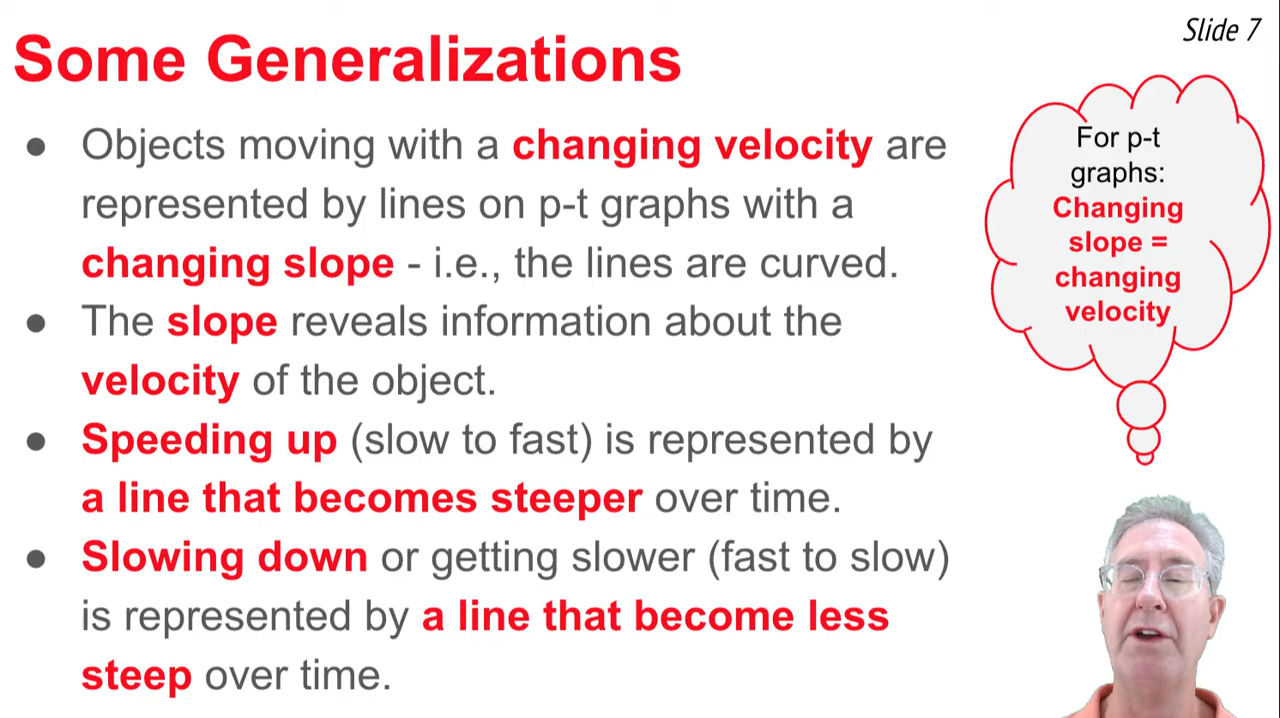 Slide 7
Some Generalizations
● Objects moving with a changing velocity are
represented by lines on p-t graphs with a
changing slope - i.e., the lines are curved.
● The slope reveals information about the
velocity of the object.
● Speeding up (slow to fast) is represented by
a line that becomes steeper over time.
● Slowing down or getting slower (fast to slow)
is represented by a line that become less
steep over time.
For p-t
graphs:
Changing
slope =
changing
velocity